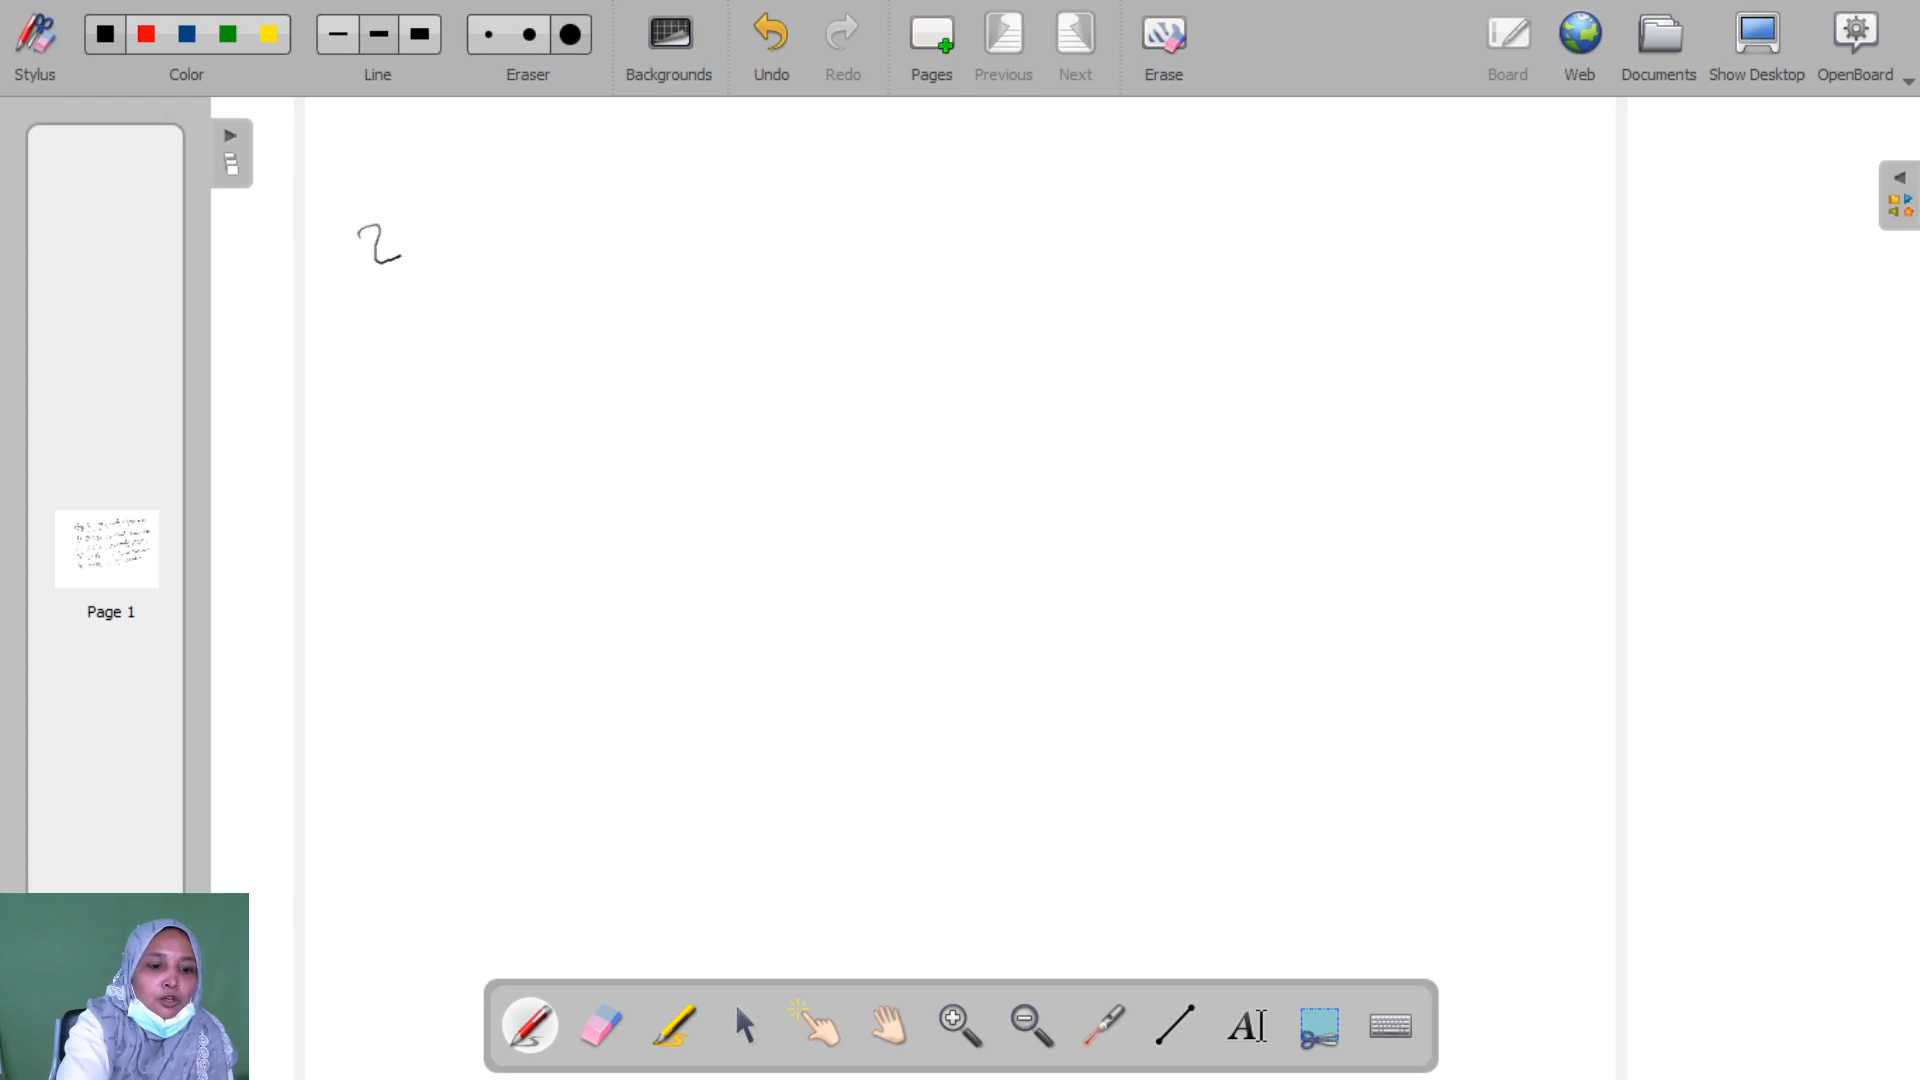 Stylus
Color
Line
Eraser
Backgrounds
Undo
Redo
Pages
Previous
Next
Erase
Board
Web
Documents
Show Desktop
OpenBoard
2
Page 1
A